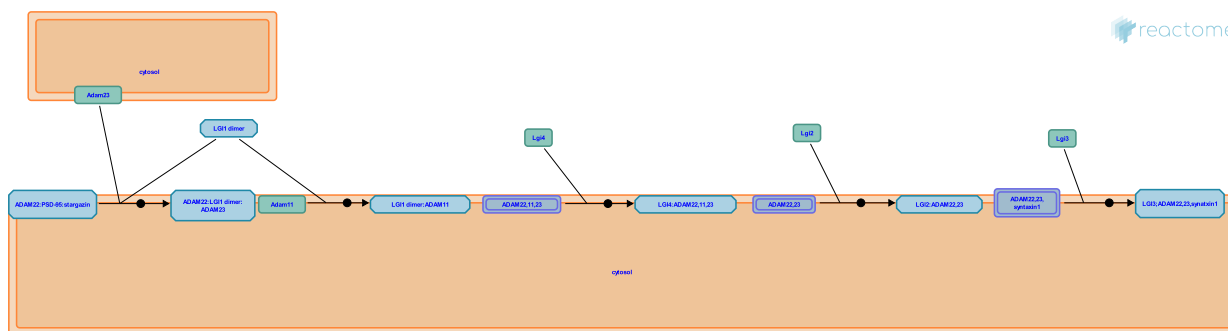 reactome
cytosol
Adam23
LGI1 dimer
Lgi4
Lgi2
Lgi3
ADAM22:PSD-95:stargazin
ADAM22:LGI1 dimer:
ADAM23
Adam11
LGI1 dimer:ADAM11
ADAM22,11,23
LGI4:ADAM22,11,23
ADAM22,23
LGI2:ADAM22,23
ADAM22,23,
syntaxin1
LGI3;ADAM22,23,synatxin1
cytosol